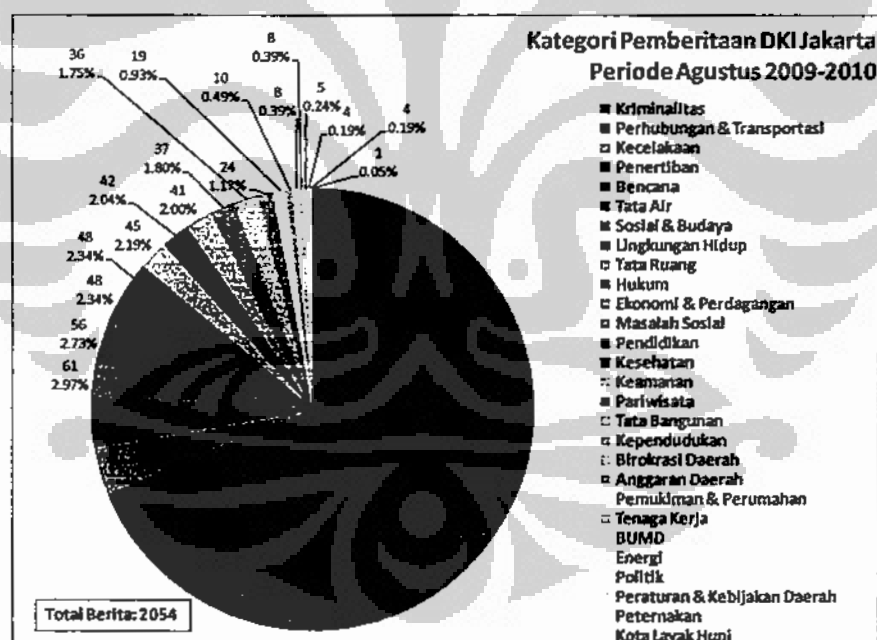 Kategori Pemberitaan DKI Jakarta
Periode Agustus 2009-2010
36
1.75%
19
0.93%
10
0.49%
8
0.39%
8
0.39%
5
0.24%
4
0.19%
4
0.19%
1
0.05%
37
1.80%
24
1.17%
42
2.04%
41
2.00%
45
2.19%
48
2.34%
48
2.34%
56
2.73%
61
2.97%
Kriminalitas
Perhubungan & Transportasi
Kecelakaan
Penertiban
Bencana
Tata Air
Sosial & Budaya
Lingkungan Hidup
Tata Ruang
Hukum
Ekonomi & Perdagangan
Masalah Sosial
Pendidikan
Kesehatan
Keamanan
Pariwisata
Tata Bangunan
Kependudukan
Birokrasi Daerah
Anggaran Daerah
Pemukiman & Perumahan
Tenaga Kerja
BUMD
Energi
Politik
Peraturan & Kebijakan Daerah
Peternakan
Kota Layak Huni
Total Berita: 2054